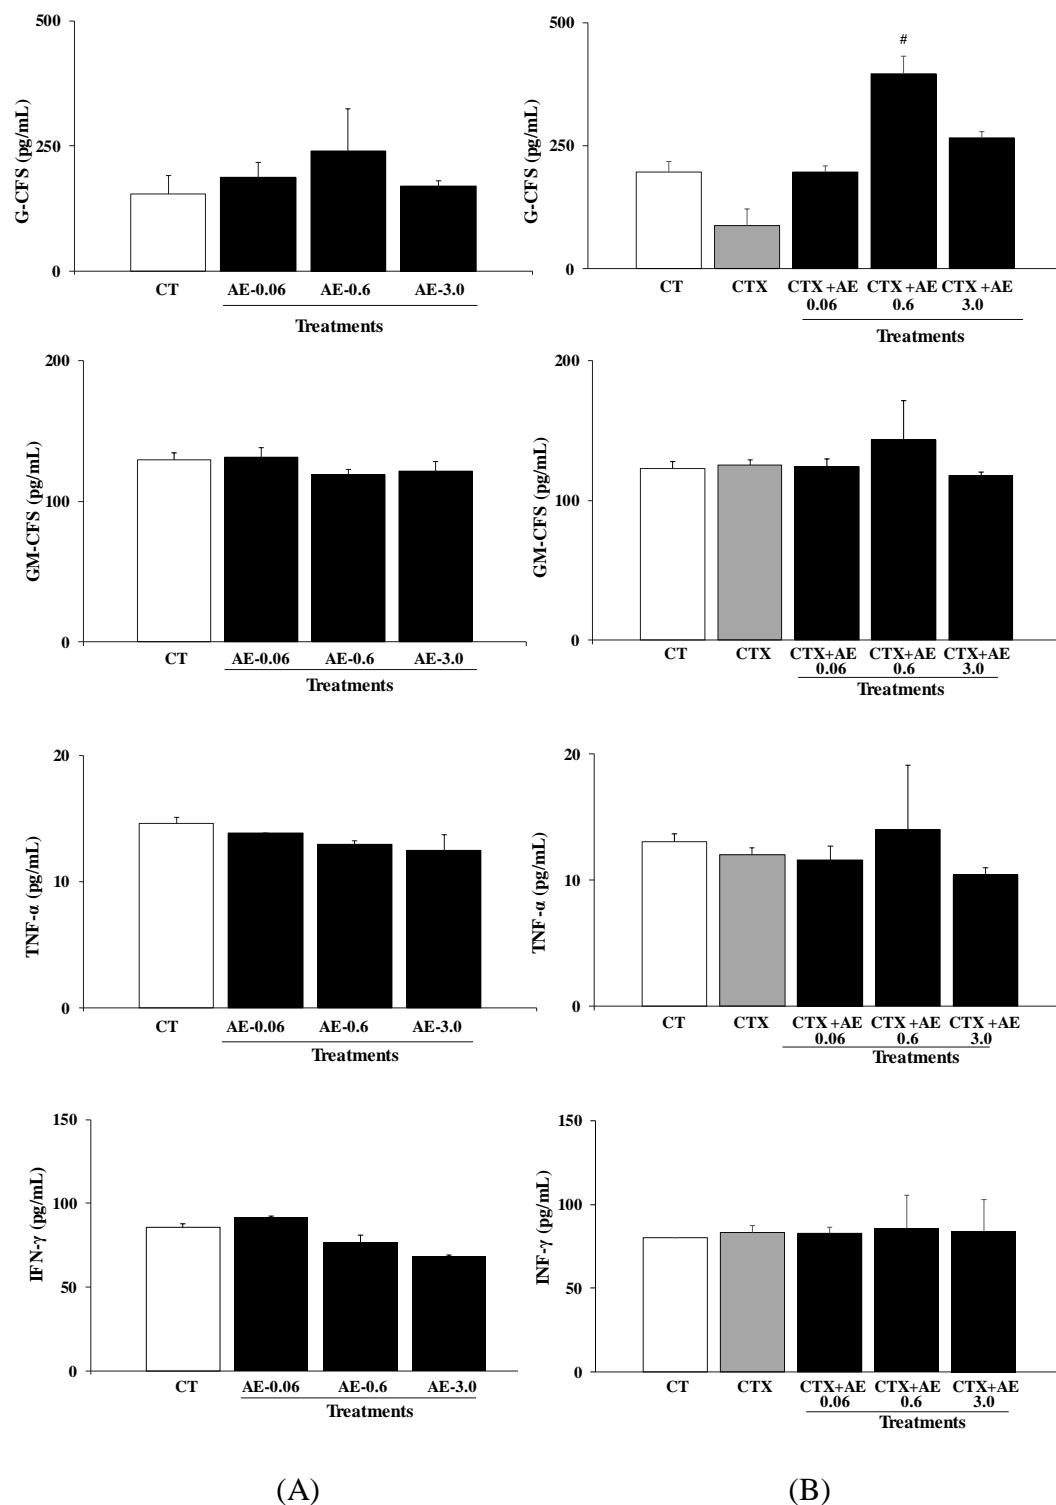 500
250
0
G-CFS (pg/mL)
CT AE-0.06 AE-0.6 AE-3.0
Treatments
500
250
0
G-CFS (pg/mL)
#
CT CTX CTX +AE CTX +AE CTX +AE
0.06 0.6 3.0
Treatments
200
100
0
GM-CFS (pg/mL)
CT AE-0.06 AE-0.6 AE-3.0
Treatments
200
100
0
GM-CFS (pg/mL)
CT CTX CTX+AE CTX+AE CTX+AE
0.06 0.6 3.0
Treatments
20
10
0
TNF-α (pg/mL)
CT AE-0.06 AE-0.6 AE-3.0
Treatments
20
10
0
TNF-α (pg/mL)
CT CTX CTX +AE CTX +AE CTX +AE
0.06 0.6 3.0
Treatments
150
100
50
0
IFN-γ (pg/mL)
CT AE-0.06 AE-0.6 AE-3.0
Treatments
150
100
50
0
INF-γ (pg/mL)
CT CTX CTX+AE CTX+AE CTX+AE
0.06 0.6 3.0
Treatments
(A) (B)